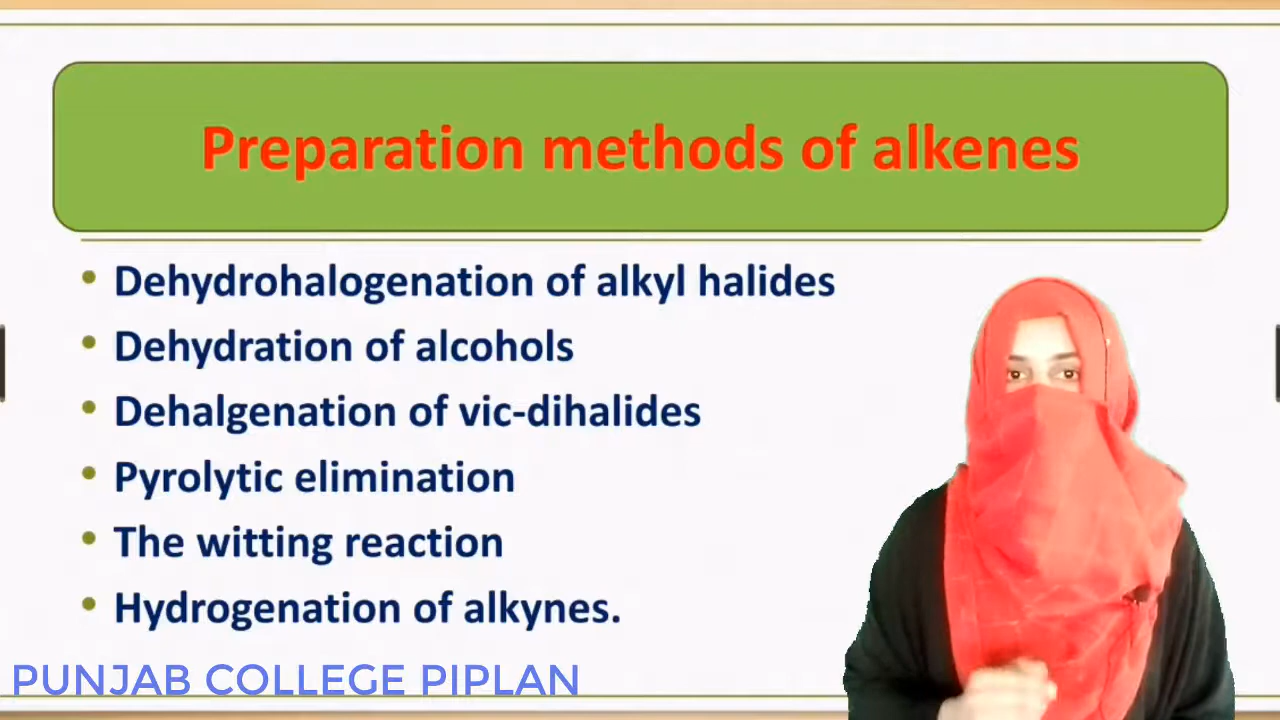 Preparation methods of alkenes
• Dehydrohalogenation of alkyl halides
• Dehydration of alcohols
• Dehalgenation of vic-dihalides
• Pyrolytic elimination
• The witting reaction
• Hydrogenation of alkynes.
PUNJAB COLLEGE PIPLAN